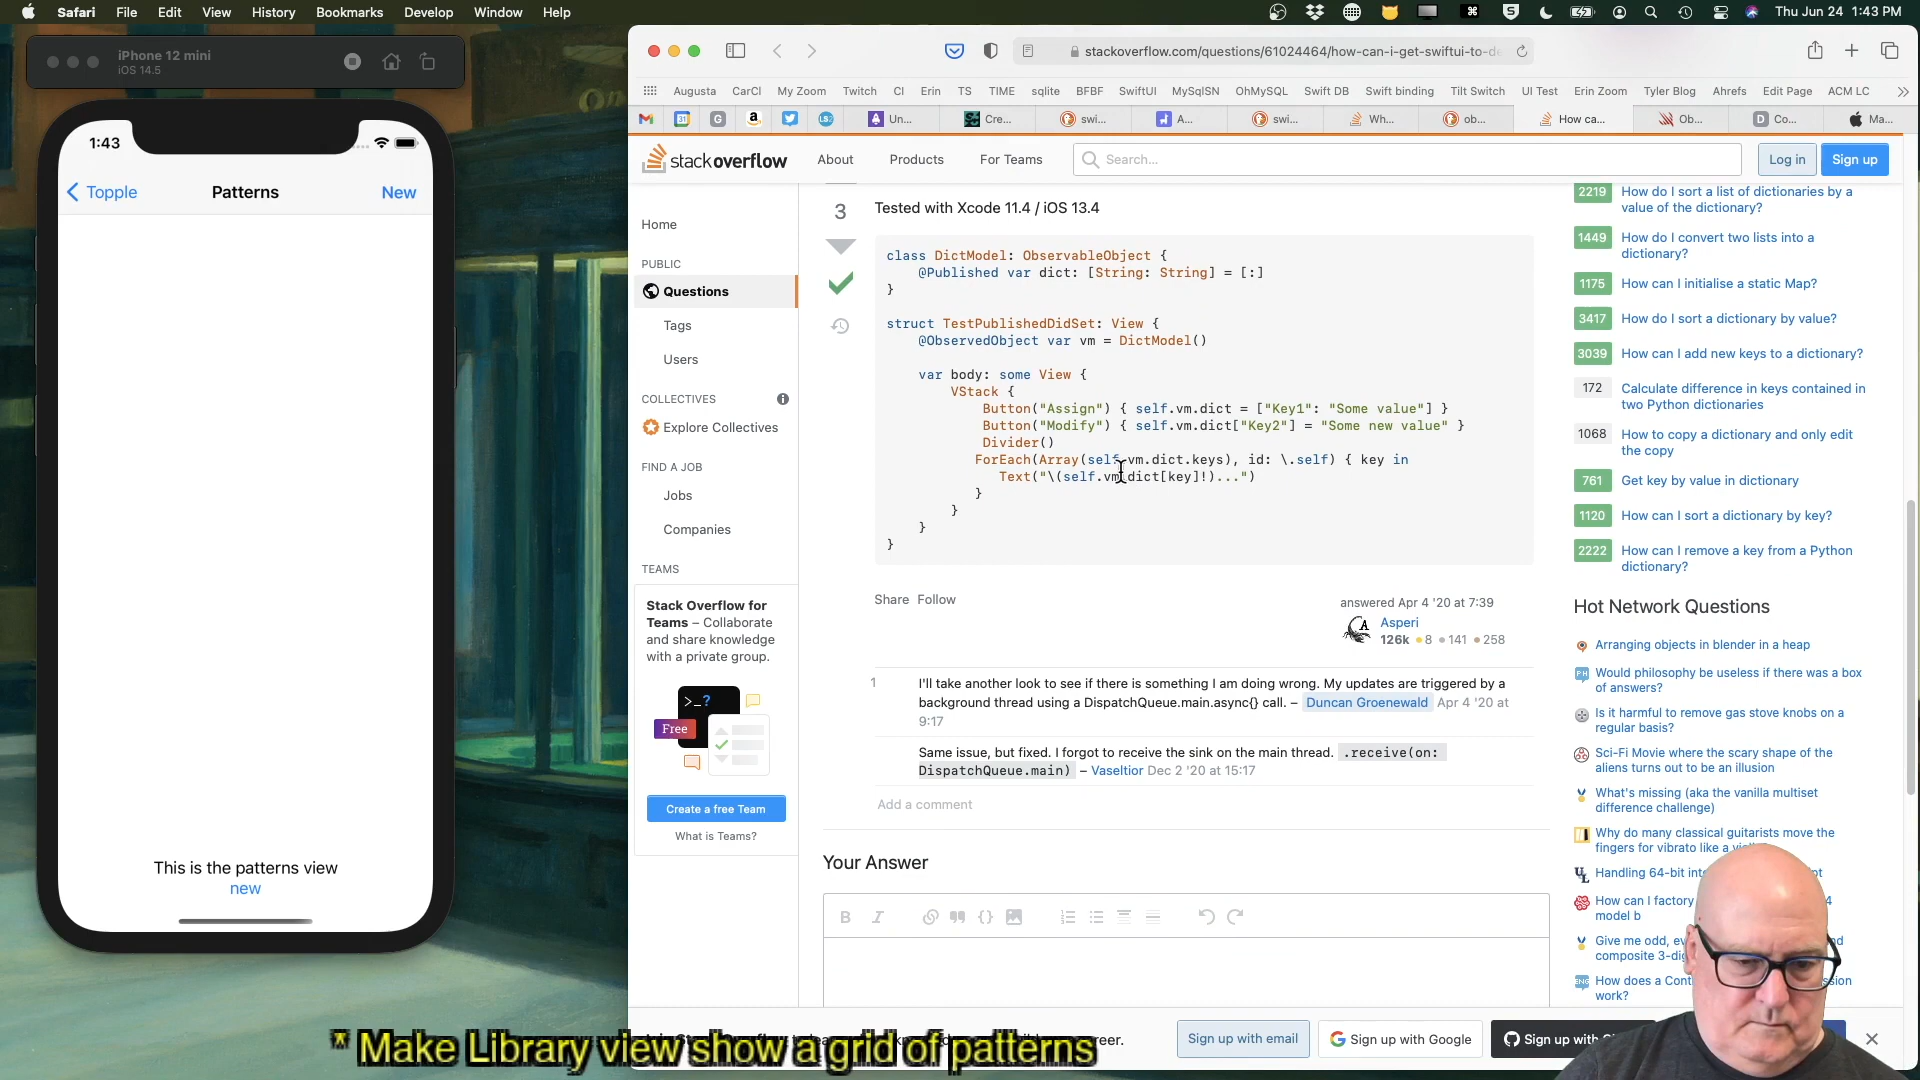 Safari File Edit View History Bookmarks Develop Window Help
Thu Jun 24 1:43 PM
iPhone 12 mini
iOS 14.5
1:43
Topple
Patterns
New
This is the patterns view
new
stackoverflow.com/questions/61024464/how-can-i-get-swiftui-to-de
Augusta CarCl My Zoom Twitch CI Erin TS TIME sqlite BFBF SwiftUI MySqlSN OhMySQL Swift DB Swift binding Tilt Switch UI Test Erin Zoom Tyler Blog Ahrefs Edit Page ACM LC
Un... Cre... swi... A... swi... Wh... ob... How ca... Ob... Co... Ma...
stackoverflow
About
Products
For Teams
Search...
Log in
Sign up
Home
PUBLIC
Questions
Tags
Users
COLLECTIVES
Explore Collectives
FIND A JOB
Jobs
Companies
TEAMS
Stack Overflow for
Teams – Collaborate
and share knowledge
with a private group.
Free
Create a free Team
What is Teams?
3
Tested with Xcode 11.4 / iOS 13.4
class DictModel: ObservableObject {
@Published var dict: [String: String] = [:]
}
struct TestPublishedDidSet: View {
@ObservedObject var vm = DictModel()
var body: some View {
VStack {
Button("Assign") { self.vm.dict = ["Key1": "Some value"] }
Button("Modify") { self.vm.dict["Key2"] = "Some new value" }
Divider()
ForEach(Array(self.vm.dict.keys), id: \.self) { key in
Text("\(self.vm.dict[key]!)...")
}
}
}
}
Share Follow
answered Apr 4 '20 at 7:39
Asperi
126k 8 141 258
1
I'll take another look to see if there is something I am doing wrong. My updates are triggered by a
background thread using a DispatchQueue.main.async{} call. – Duncan Groenewald Apr 4 '20 at
9:17
Same issue, but fixed. I forgot to receive the sink on the main thread. .receive(on:
DispatchQueue.main) – Vaseltior Dec 2 '20 at 15:17
Add a comment
Your Answer
2219 How do I sort a list of dictionaries by a
value of the dictionary?
1449 How do I convert two lists into a
dictionary?
1175 How can I initialise a static Map?
3417 How do I sort a dictionary by value?
3039 How can I add new keys to a dictionary?
172 Calculate difference in keys contained in
two Python dictionaries
1068 How to copy a dictionary and only edit
the copy
761 Get key by value in dictionary
1120 How can I sort a dictionary by key?
2222 How can I remove a key from a Python
dictionary?
Hot Network Questions
Arranging objects in blender in a heap
Would philosophy be useless if there was a box
of answers?
Is it harmful to remove gas stove knobs on a
regular basis?
Sci-Fi Movie where the scary shape of the
aliens turns out to be an illusion
What's missing (aka the vanilla multiset
difference challenge)
Why do many classical guitarists move the
fingers for vibrato like a
Handling 64-bit
How can I factory
model b
Give me odd,
composite
How does a
work?
Sign up with email
Sign up with Google
Sign up with
* Make Library view show a grid of patterns